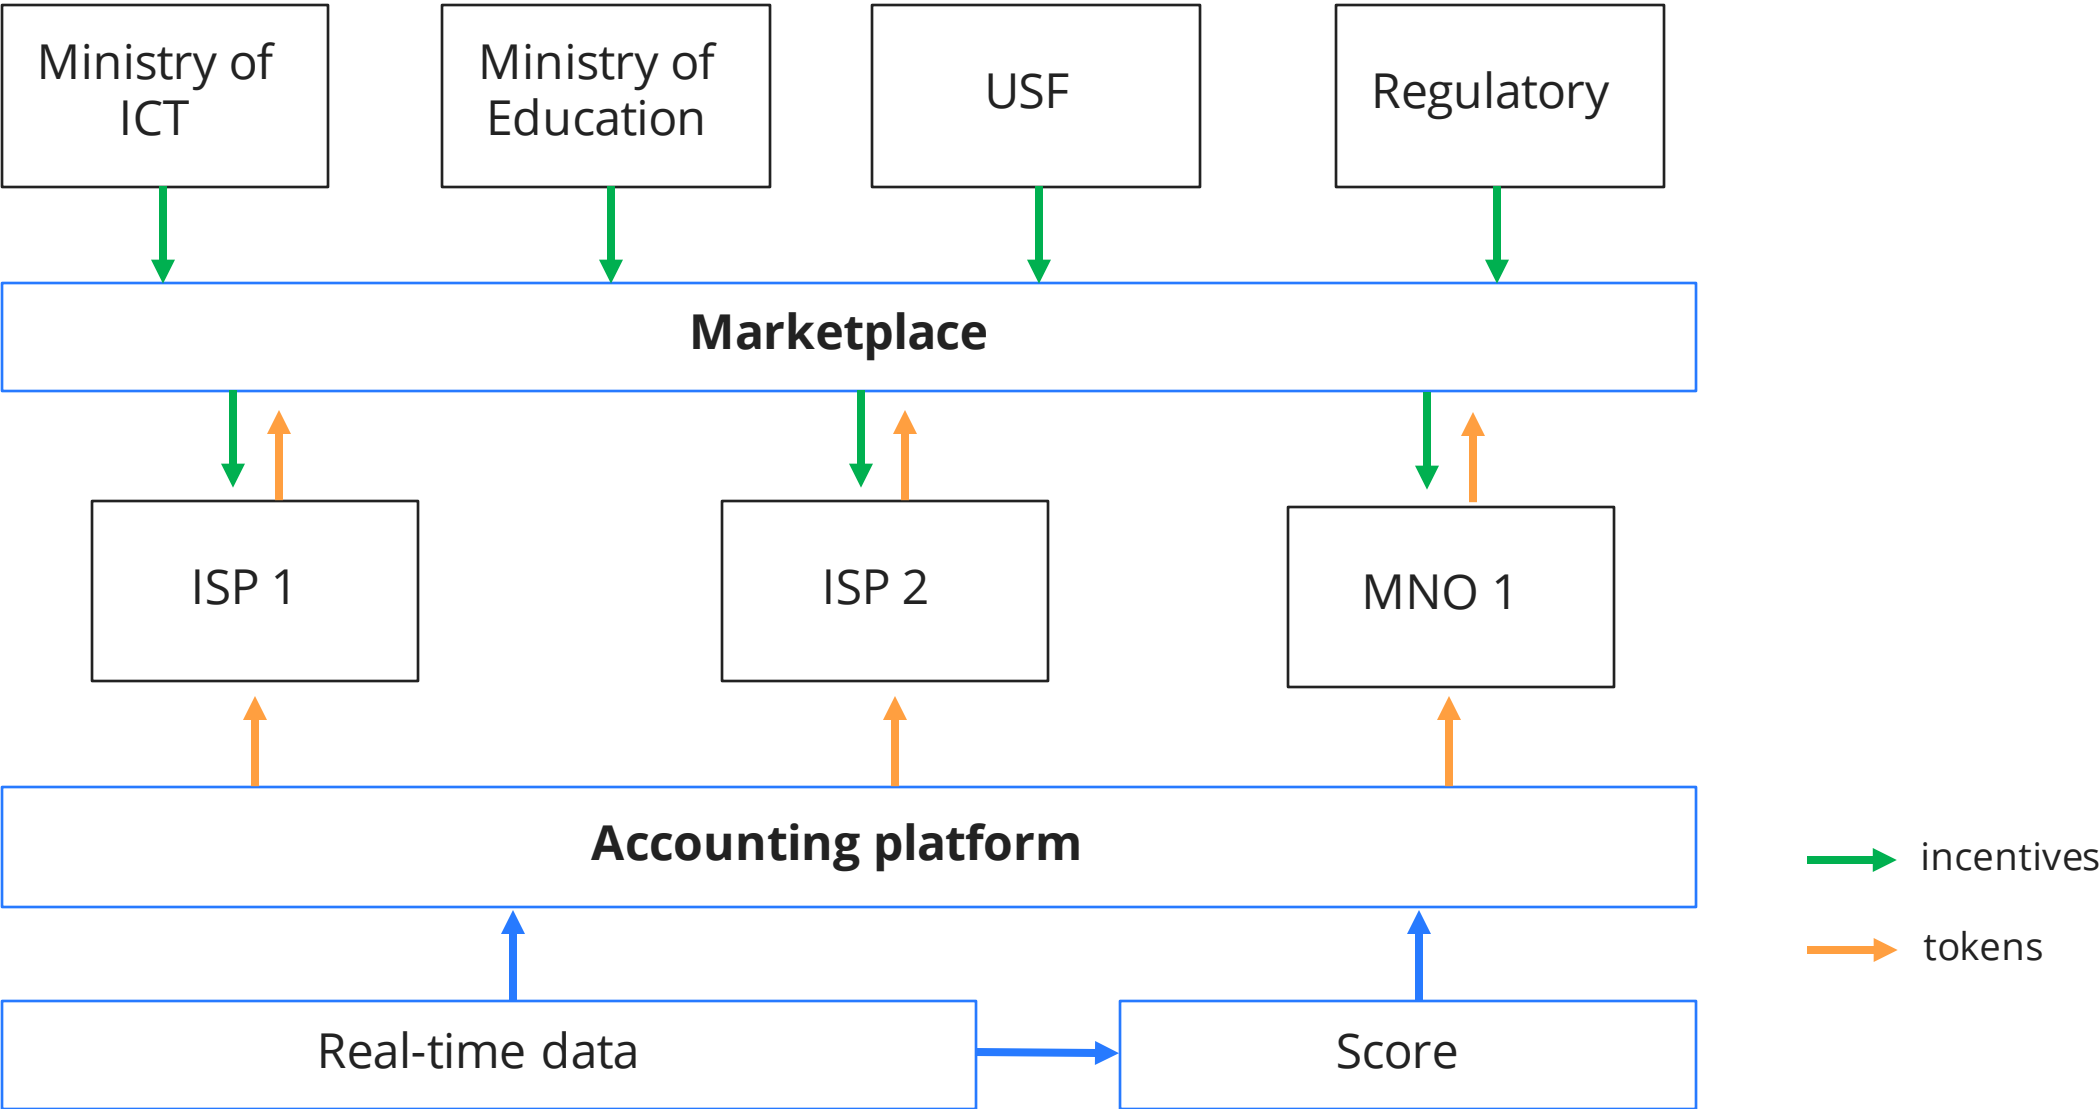 Ministry of
ICT
Ministry of
Education
USF
Regulatory
Marketplace
ISP 1
ISP 2
MNO 1
Accounting platform
incentives
tokens
Real-time data
Score